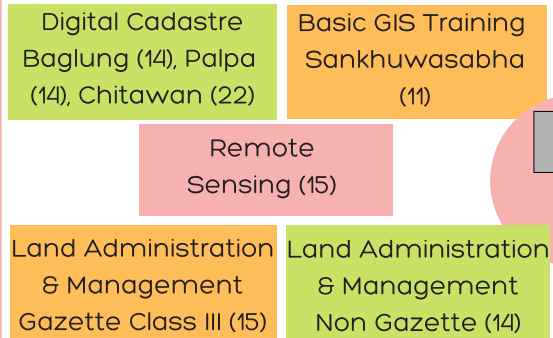 Digital Cadastre
Baglung (14), Palpa
(14), Chitawan (22)
Basic GIS Training
Sankhuwasabha
(11)
Remote
Sensing (15)
Land Administration
& Management
Gazette Class III (15)
Land Administration
& Management
Non Gazette (14)